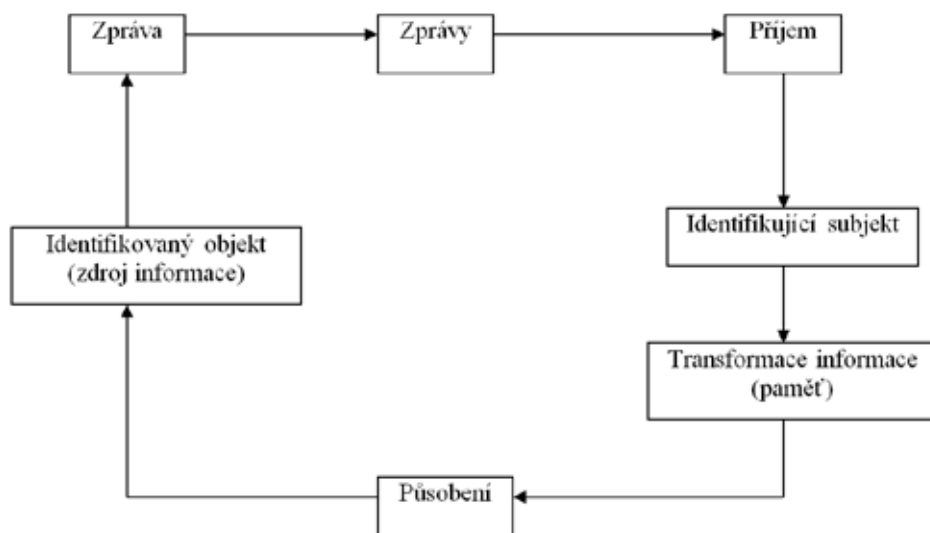 Zpráva
Zprávy
Příjem
Identifikující subjekt
Identifikovaný objekt
(zdroj informace)
Transformace informace
(paměť)
Působení